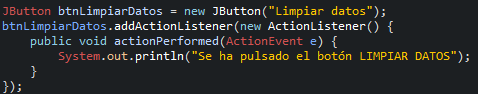 JButton btnLimpiarDatos = new JButton("Limpiar datos");
btnLimpiarDatos.addActionListener(new ActionListener() {
    public void actionPerformed(ActionEvent e) {
        System.out.println("Se ha pulsado el botón LIMPIAR DATOS");
    }
});